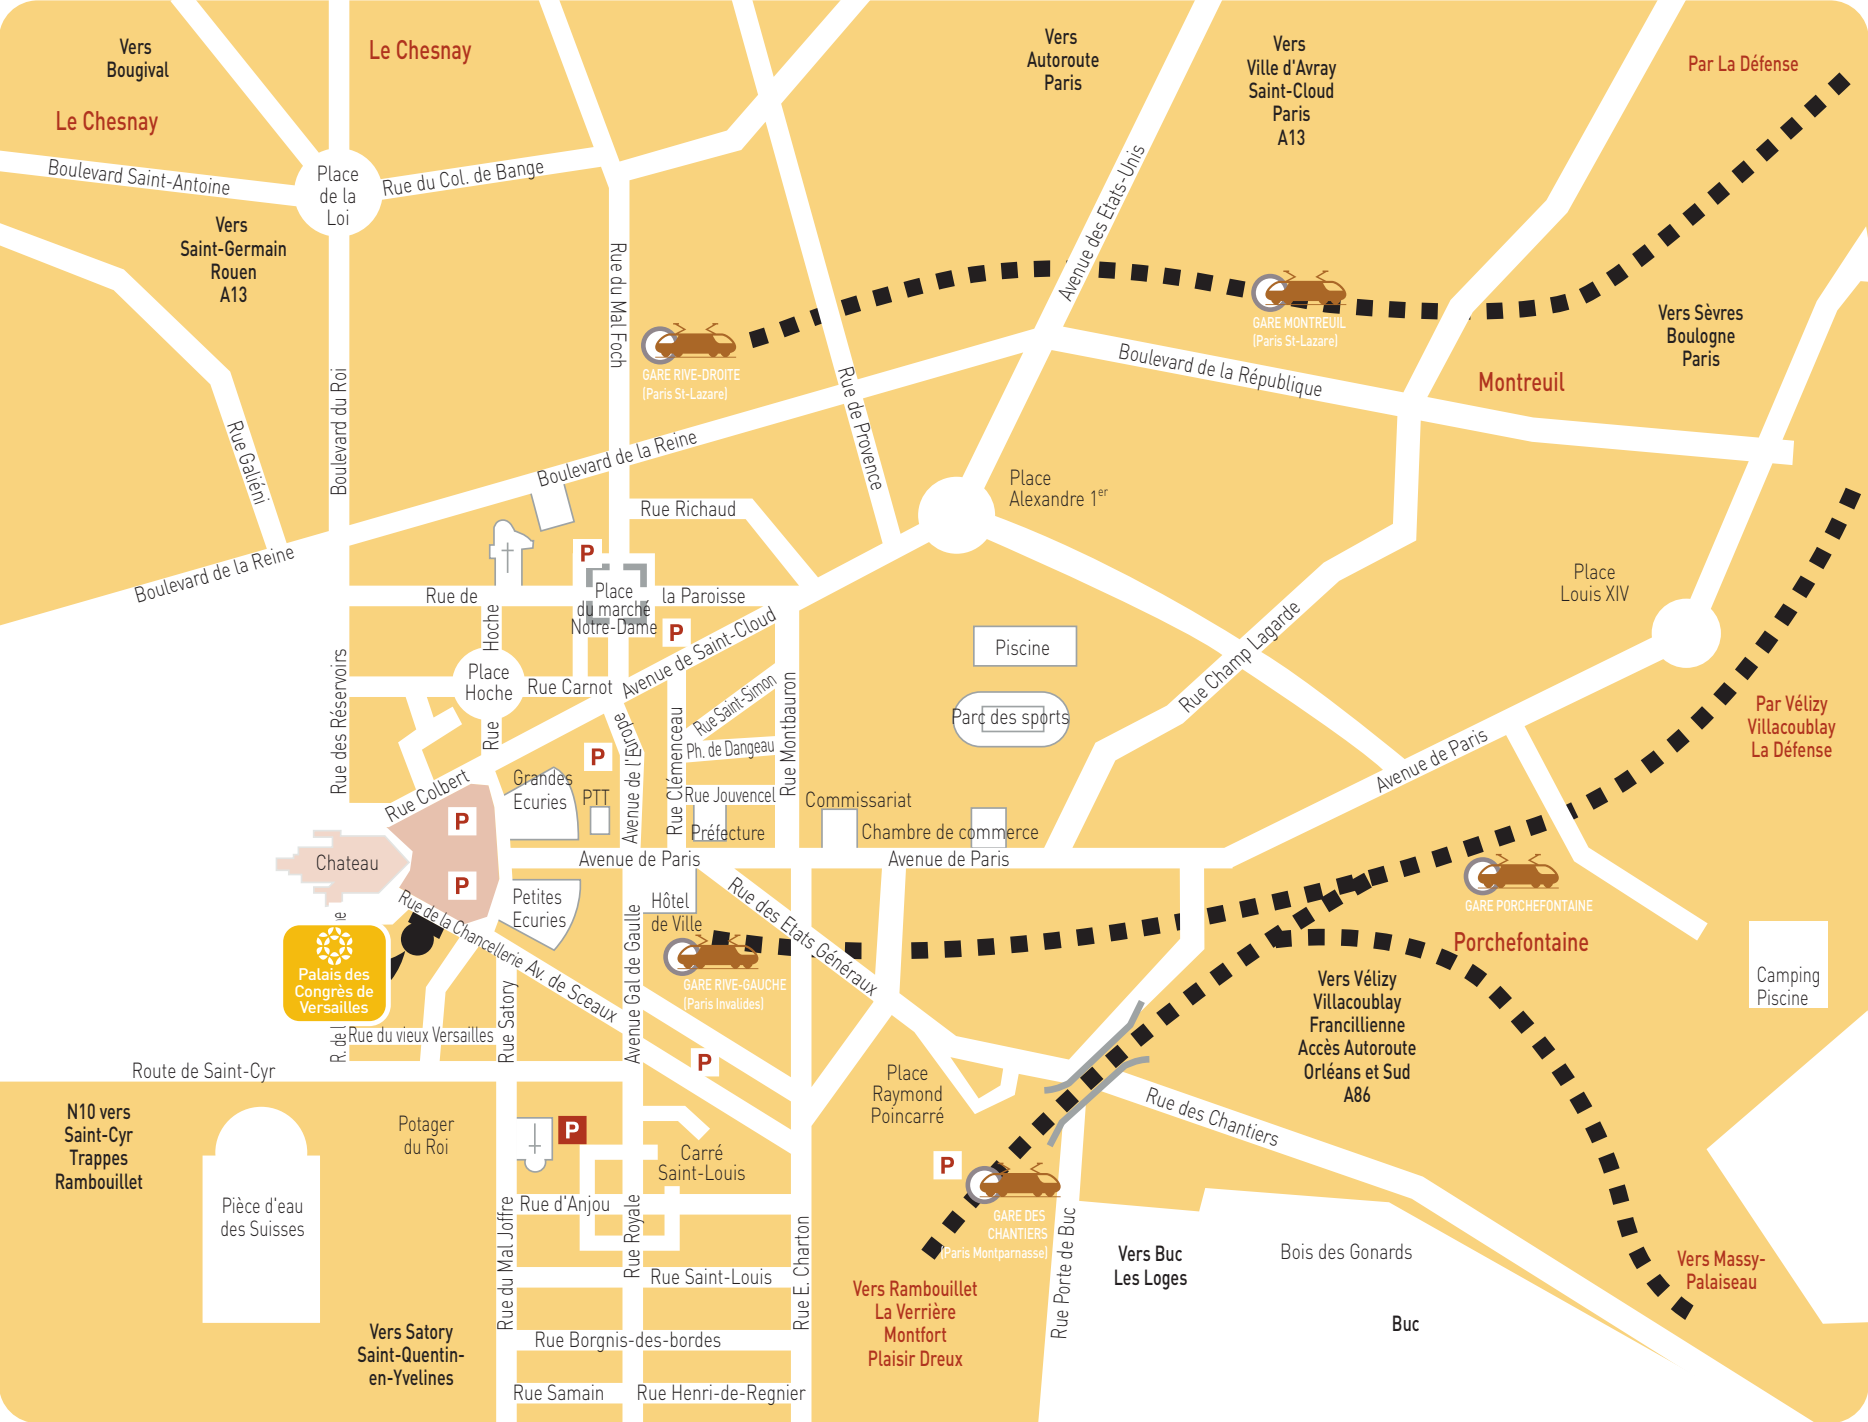 Vers
Bougival
Le Chesnay
Le Chesnay
Vers
Autoroute
Paris
Vers
Ville d'Avray
Saint-Cloud
Paris
A13
Par La Défense
Boulevard Saint-Antoine
Place
de la
Loi
Rue du Col. de Bange
Vers
Saint-Germain
Rouen
A13
Rue du Mal Foch
Avenue des Etats-Unis
GARE MONTREUIL
(Paris St-Lazare)
Vers Sèvres
Boulogne
Paris
GARE RIVE-DROITE
(Paris St-Lazare)
Boulevard de la République
Montreuil
Boulevard du Roi
Rue Galiéni
Rue de Provence
Boulevard de la Reine
Boulevard de la Reine
Place
Alexandre 1er
Rue Richaud
P
Rue de
Place
du marché
Notre-Dame
la Paroisse
P
Place
Louis XIV
Hoche
Avenue de Saint-Cloud
Rue Champ Lagarde
Piscine
Place
Hoche
Rue Carnot
Rue
Rue des Réservoirs
Rue Saint-Simon
Ph. de Dangeau
Rue Jouvencel
Rue Clémenceau
Rue Montbauron
Avenue de l'Europe
Parc des sports
Par Vélizy
Villacoublay
La Défense
Avenue de Paris
P
Grandes
Ecuries
PTT
Rue Colbert
P
Préfecture
Commissariat
Chambre de commerce
Chateau
Avenue de Paris
Avenue de Paris
P
Petites
Ecuries
Hôtel
de Ville
Rue de la Chancellerie
Rue des Etats Généraux
GARE PORCHEFONTAINE
Porchefontaine
Palais des
Congrès de
Versailles
Av. de Sceaux
Avenue Gal de Gaulle
GARE RIVE-GAUCHE
(Paris Invalides)
Vers Vélizy
Villacoublay
Francillienne
Accès Autoroute
Orléans et Sud
A86
Camping
Piscine
R. de l
ne
Rue du vieux Versailles
Rue Satory
Route de Saint-Cyr
P
Place
Raymond
Poincarré
Rue des Chantiers
N10 vers
Saint-Cyr
Trappes
Rambouillet
Potager
du Roi
P
Carré
Saint-Louis
P
Pièce d'eau
des Suisses
Rue d'Anjou
Rue du Mal Joffre
Rue Royale
Rue E. Charton
GARE DES
CHANTIERS
(Paris Montparnasse)
Rue Porte de Buc
Vers Buc
Les Loges
Bois des Gonards
Vers Massy-
Palaiseau
Rue Saint-Louis
Vers Rambouillet
La Verrière
Montfort
Plaisir Dreux
Buc
Vers Satory
Saint-Quentin-
en-Yvelines
Rue Borgnis-des-bordes
Rue Samain
Rue Henri-de-Regnier